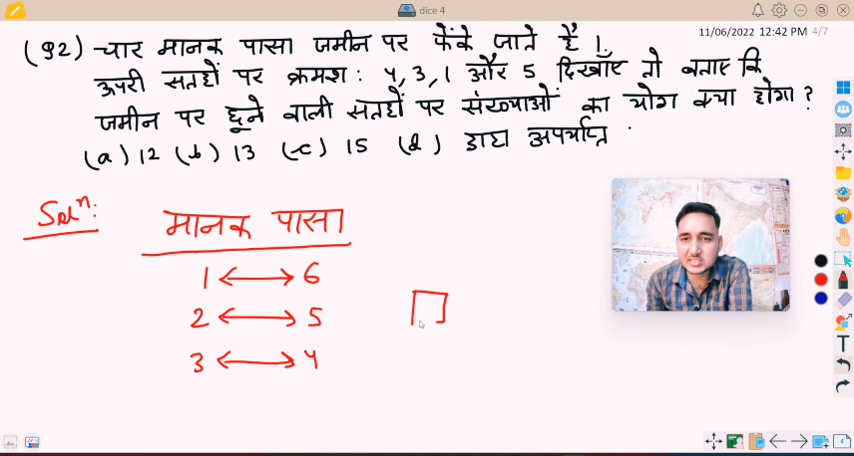 dice 4
11/06/2022 12:42 PM 4/7
(92) चार मानक पासा जमीन पर फेंके जाते हैं।
ऊपरी सतहों पर क्रमश: 4, 3, 1 और 5 दिखाएँ तो बताए कि
जमीन पर छूने वाली सतहों पर संख्याओं का योग क्या होगा?
(a) 12 (b) 13 (c) 15 (d) डाटा अपर्याप्त
Solⁿ:
मानक पासा
1 ↔ 6
2 ↔ 5
3 ↔ 4
T
4